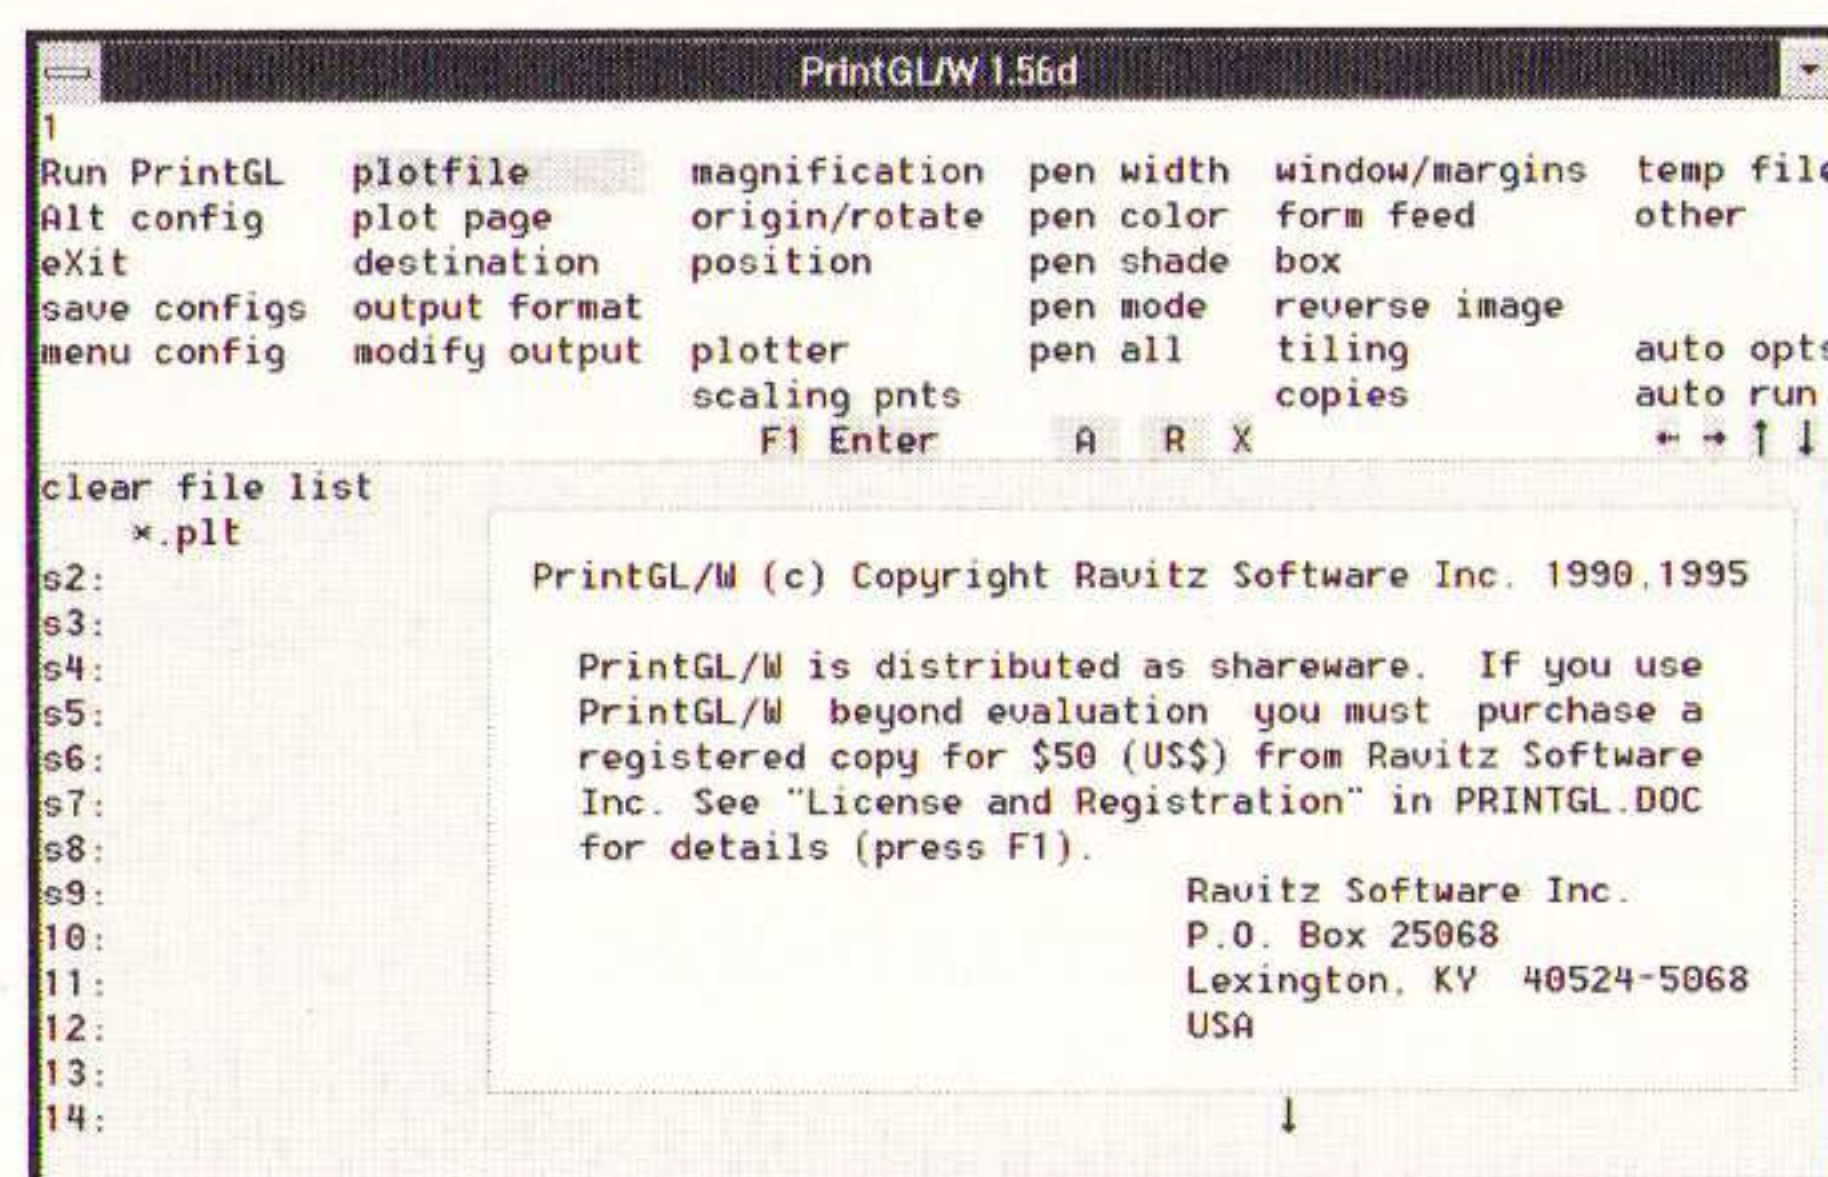 PrintGL/W 1.56d
1
Run PrintGL plotfile magnification pen width window/margins temp file
Alt config plot page origin/rotate pen color form feed other
eXit destination position pen shade box
save configs output format pen mode reverse image
menu config modify output plotter pen all tiling auto opts
scaling pnts copies auto run
F1 Enter A R X ← → ↑ ↓
clear file list
*.plt
s2:
s3:
s4:
s5:
s6:
s7:
s8:
s9:
10:
11:
12:
13:
14:
PrintGL/W (c) Copyright Ravitz Software Inc. 1990,1995
PrintGL/W is distributed as shareware. If you use
PrintGL/W beyond evaluation you must purchase a
registered copy for $50 (US$) from Ravitz Software
Inc. See "License and Registration" in PRINTGL.DOC
for details (press F1).
Ravitz Software Inc.
P.O. Box 25068
Lexington, KY 40524-5068
USA
↓